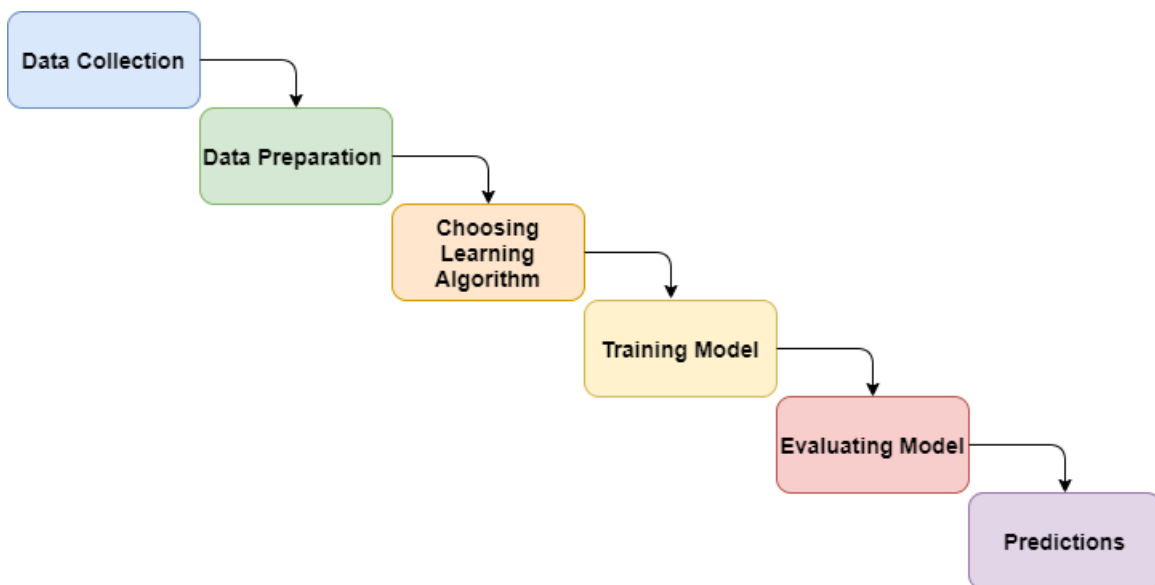 Data Collection
Data Preparation
Choosing
Learning
Algorithm
Training Model
Evaluating Model
Predictions